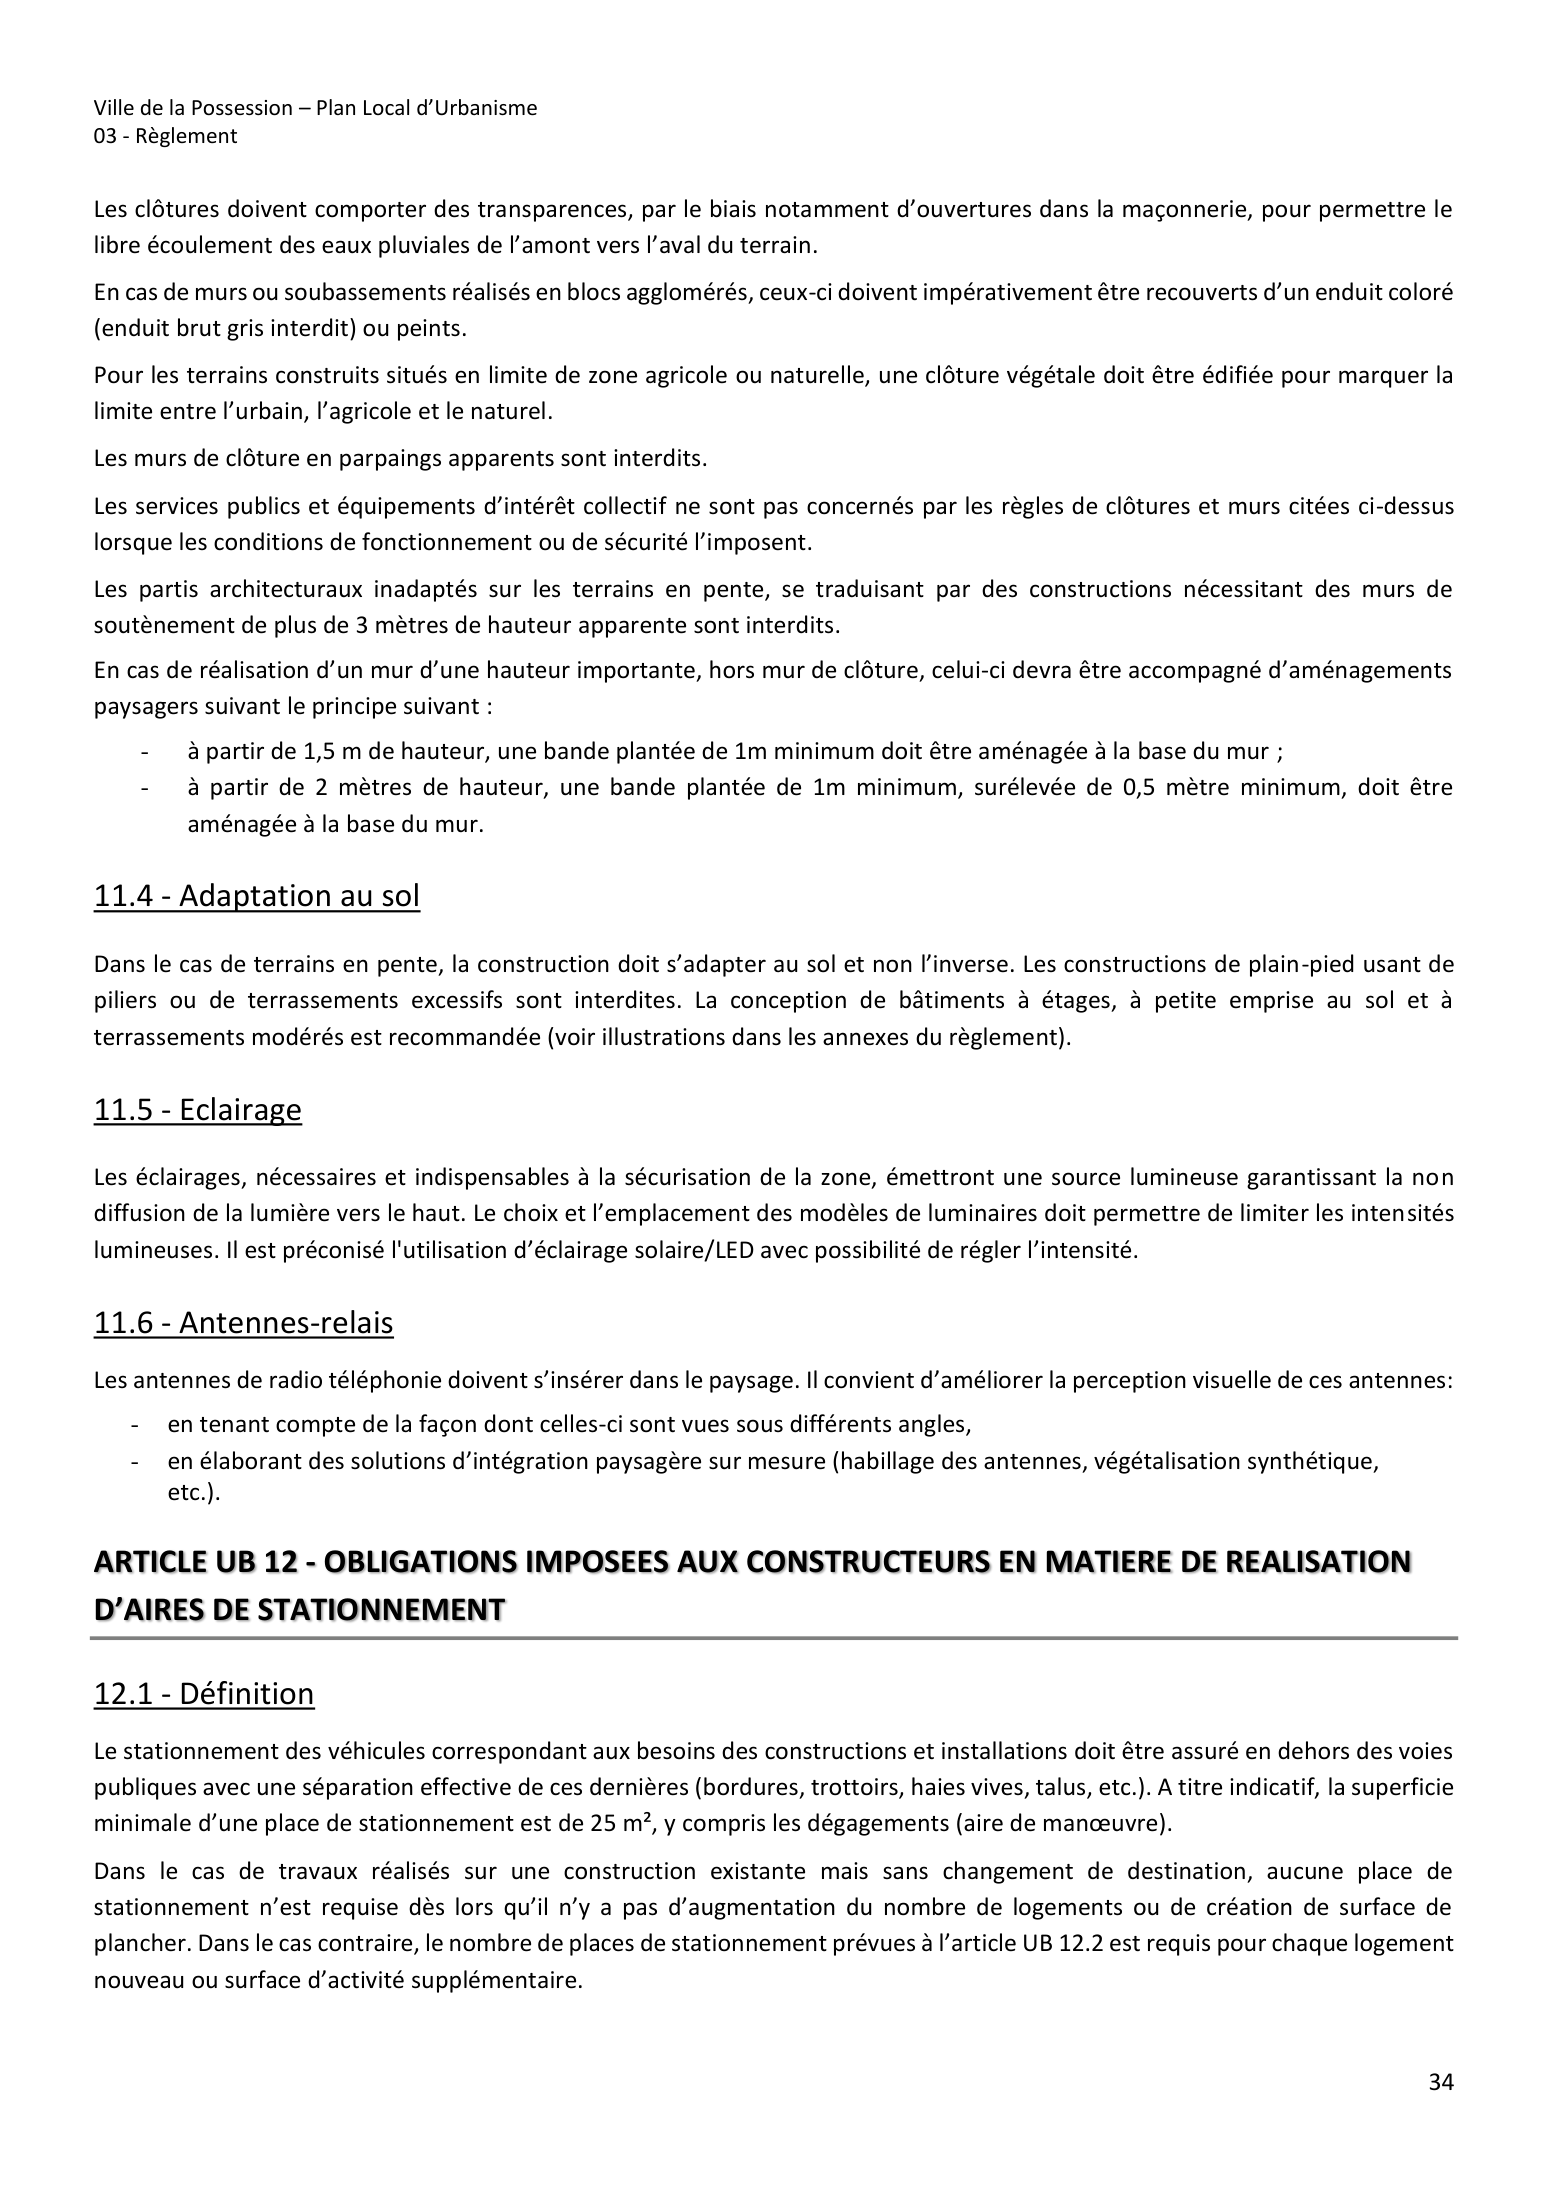 Ville de la Possession – Plan Local d’Urbanisme
03 - Règlement
Les clôtures doivent comporter des transparences, par le biais notamment d’ouvertures dans la maçonnerie, pour permettre le
libre écoulement des eaux pluviales de l’amont vers l’aval du terrain.
En cas de murs ou soubassements réalisés en blocs agglomérés, ceux-ci doivent impérativement être recouverts d’un enduit coloré
(enduit brut gris interdit) ou peints.
Pour les terrains construits situés en limite de zone agricole ou naturelle, une clôture végétale doit être édifiée pour marquer la
limite entre l’urbain, l’agricole et le naturel.
Les murs de clôture en parpaings apparents sont interdits.
Les services publics et équipements d’intérêt collectif ne sont pas concernés par les règles de clôtures et murs citées ci-dessus
lorsque les conditions de fonctionnement ou de sécurité l’imposent.
Les partis architecturaux inadaptés sur les terrains en pente, se traduisant par des constructions nécessitant des murs de
soutènement de plus de 3 mètres de hauteur apparente sont interdits.
En cas de réalisation d’un mur d’une hauteur importante, hors mur de clôture, celui-ci devra être accompagné d’aménagements
paysagers suivant le principe suivant :
- à partir de 1,5 m de hauteur, une bande plantée de 1m minimum doit être aménagée à la base du mur ;
- à partir de 2 mètres de hauteur, une bande plantée de 1m minimum, surélevée de 0,5 mètre minimum, doit être
aménagée à la base du mur.
11.4 - Adaptation au sol
Dans le cas de terrains en pente, la construction doit s’adapter au sol et non l’inverse. Les constructions de plain-pied usant de
piliers ou de terrassements excessifs sont interdites. La conception de bâtiments à étages, à petite emprise au sol et à
terrassements modérés est recommandée (voir illustrations dans les annexes du règlement).
11.5 - Eclairage
Les éclairages, nécessaires et indispensables à la sécurisation de la zone, émettront une source lumineuse garantissant la non
diffusion de la lumière vers le haut. Le choix et l’emplacement des modèles de luminaires doit permettre de limiter les intensités
lumineuses. Il est préconisé l'utilisation d’éclairage solaire/LED avec possibilité de régler l’intensité.
11.6 - Antennes-relais
Les antennes de radio téléphonie doivent s’insérer dans le paysage. Il convient d’améliorer la perception visuelle de ces antennes:
- en tenant compte de la façon dont celles-ci sont vues sous différents angles,
- en élaborant des solutions d’intégration paysagère sur mesure (habillage des antennes, végétalisation synthétique,
etc.).
ARTICLE UB 12 - OBLIGATIONS IMPOSEES AUX CONSTRUCTEURS EN MATIERE DE REALISATION
D’AIRES DE STATIONNEMENT
12.1 - Définition
Le stationnement des véhicules correspondant aux besoins des constructions et installations doit être assuré en dehors des voies
publiques avec une séparation effective de ces dernières (bordures, trottoirs, haies vives, talus, etc.). A titre indicatif, la superficie
minimale d’une place de stationnement est de 25 m², y compris les dégagements (aire de manœuvre).
Dans le cas de travaux réalisés sur une construction existante mais sans changement de destination, aucune place de
stationnement n’est requise dès lors qu’il n’y a pas d’augmentation du nombre de logements ou de création de surface de
plancher. Dans le cas contraire, le nombre de places de stationnement prévues à l’article UB 12.2 est requis pour chaque logement
nouveau ou surface d’activité supplémentaire.
34